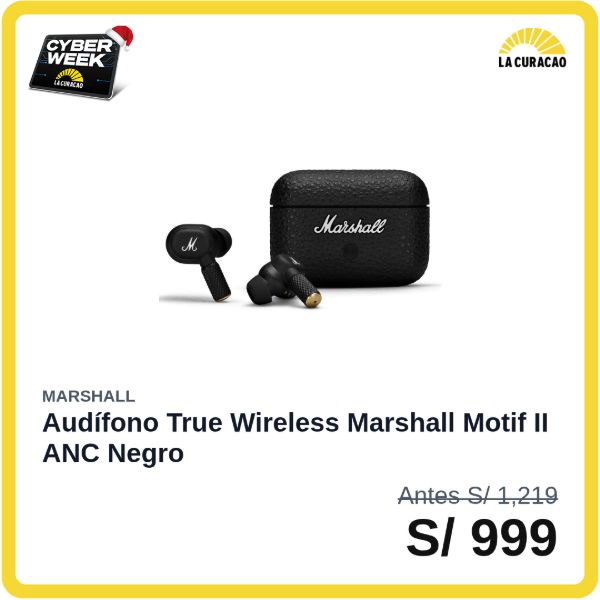 CYBER
WEEK
LA CURACAO
LA CURACAO
Marshall
M
MARSHALL
Audífono True Wireless Marshall Motif II
ANC Negro
Antes S/ 1,219
S/ 999